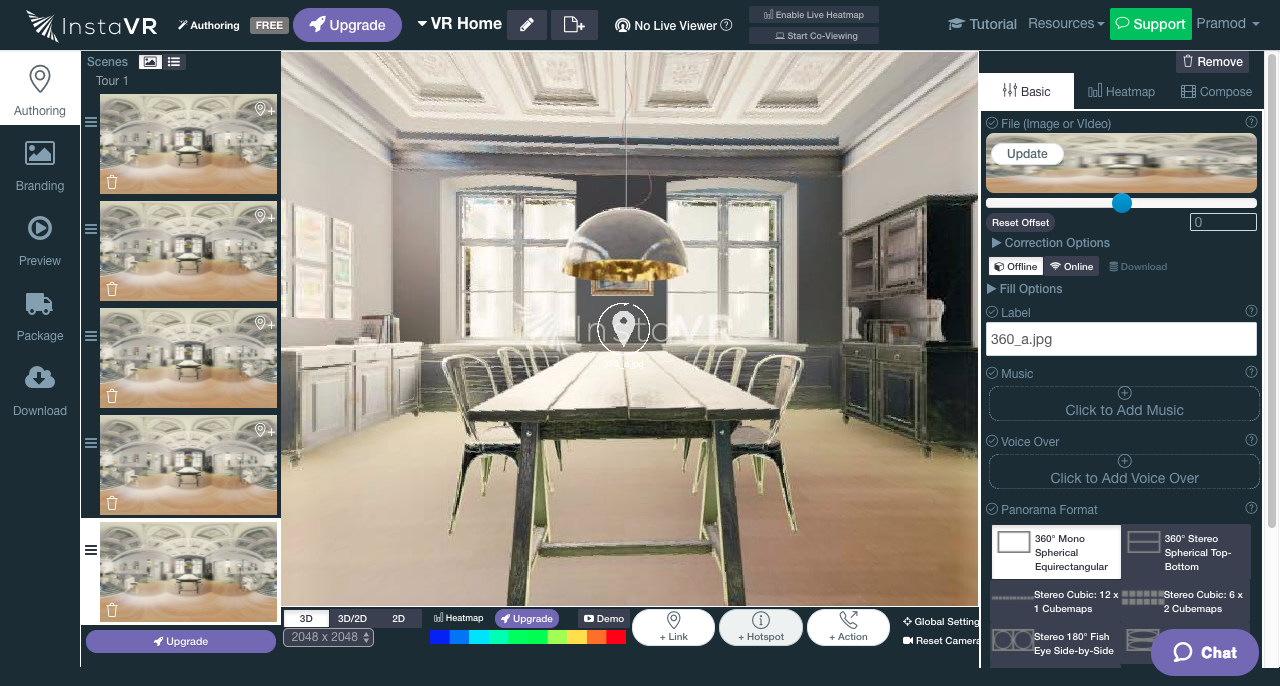 InstaVR
Authoring
FREE
Upgrade
VR Home
No Live Viewer
Enable Live Heatmap
Start Co-Viewing
Tutorial
Resources
Support
Pramod
Authoring
Branding
Preview
Package
Download
Scenes
Tour 1
Upgrade
InstaVR
3D
3D/2D
2D
2048 x 2048
Heatmap
Upgrade
Demo
+ Link
+ Hotspot
+ Action
Global Setting
Reset Camera
Remove
Basic
Heatmap
Compose
File (Image or VIdeo)
Update
Reset Offset
0
Correction Options
Offline
Online
Download
Fill Options
Label
360_a.jpg
Music
Click to Add Music
Voice Over
Click to Add Voice Over
Panorama Format
360° Mono
Spherical
Equirectangular
360° Stereo
Spherical Top-
Bottom
Stereo Cubic: 12 x
1 Cubemaps
Stereo Cubic: 6 x
2 Cubemaps
Stereo 180° Fish
Eye Side-by-Side
Chat